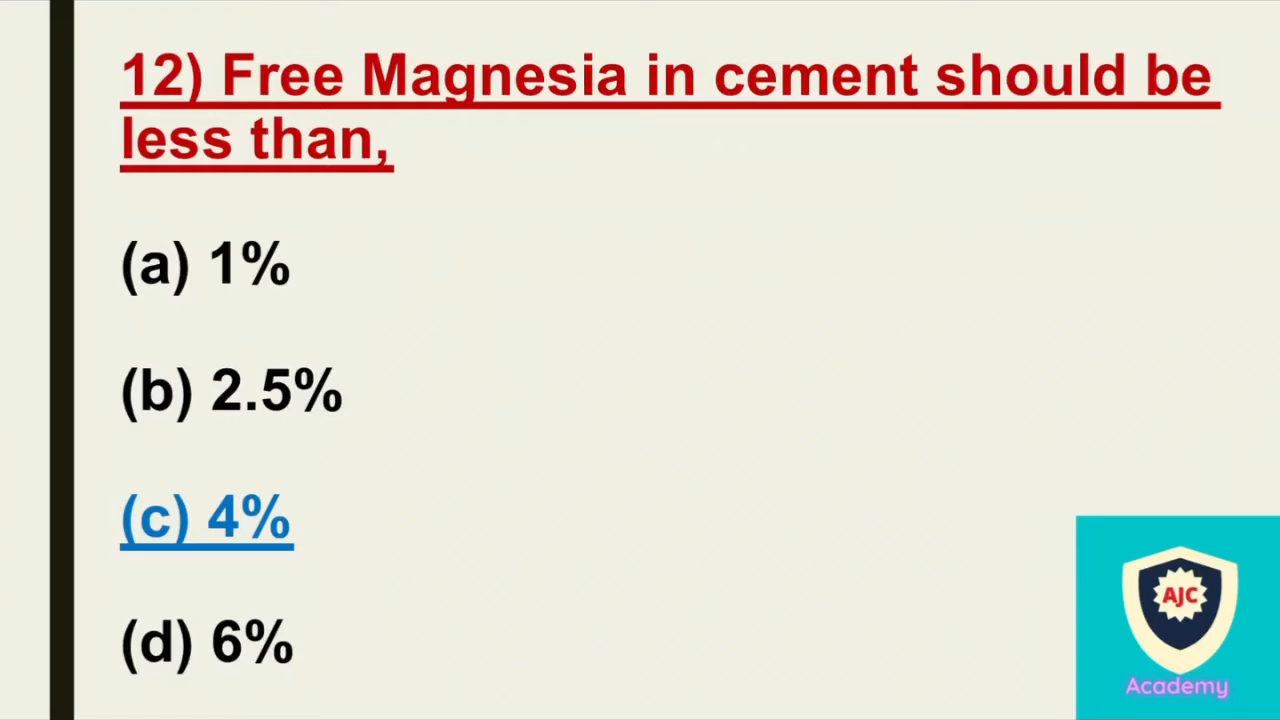 12) Free Magnesia in cement should be
less than,
(a) 1%
(b) 2.5%
(c) 4%
(d) 6%
AJC
Academy